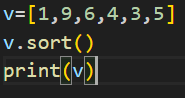 v=[1,9,6,4,3,5]
v.sort()
print(v)